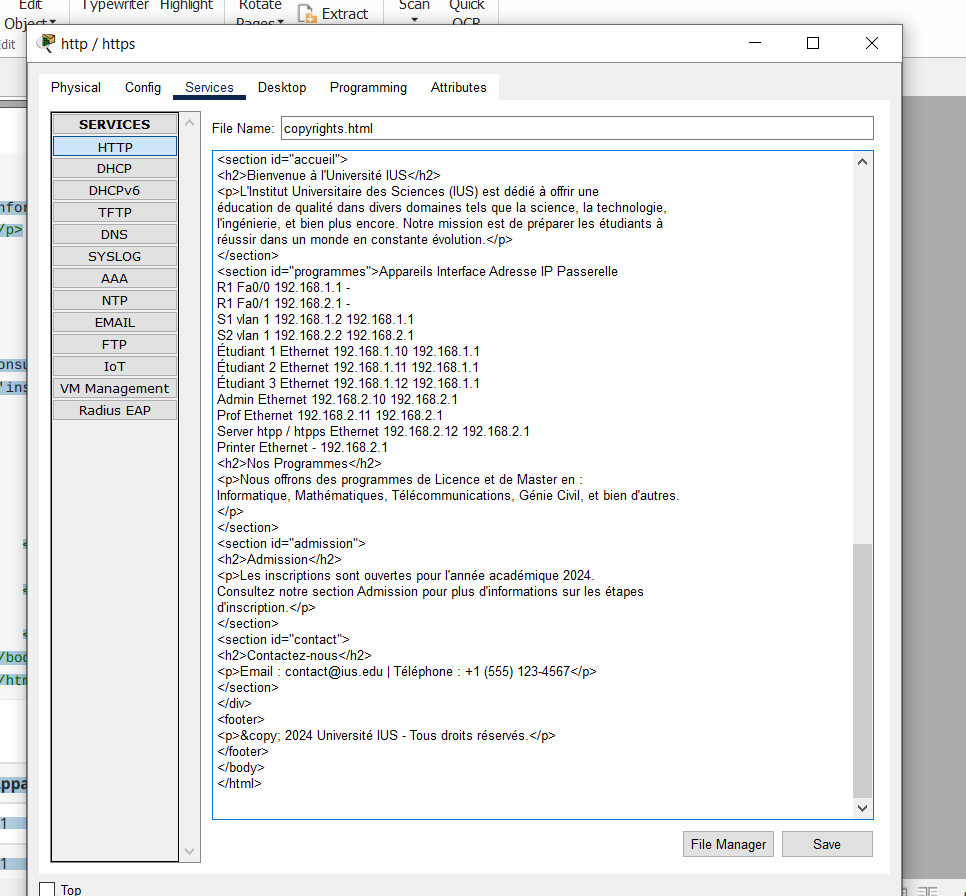 Edit Typewriter Highlight Rotate Extract Scan Quick
Object Pages OCR
http / https
Physical Config Services Desktop Programming Attributes
SERVICES
HTTP
DHCP
DHCPv6
TFTP
DNS
SYSLOG
AAA
NTP
EMAIL
FTP
IoT
VM Management
Radius EAP
File Name: copyrights.html
<section id="accueil">
<h2>Bienvenue à l'Université IUS</h2>
<p>L'Institut Universitaire des Sciences (IUS) est dédié à offrir une
éducation de qualité dans divers domaines tels que la science, la technologie,
l'ingénierie, et bien plus encore. Notre mission est de préparer les étudiants à
réussir dans un monde en constante évolution.</p>
</section>
<section id="programmes">Appareils Interface Adresse IP Passerelle
R1 Fa0/0 192.168.1.1 -
R1 Fa0/1 192.168.2.1 -
S1 vlan 1 192.168.1.2 192.168.1.1
S2 vlan 1 192.168.2.2 192.168.2.1
Étudiant 1 Ethernet 192.168.1.10 192.168.1.1
Étudiant 2 Ethernet 192.168.1.11 192.168.1.1
Étudiant 3 Ethernet 192.168.1.12 192.168.1.1
Admin Ethernet 192.168.2.10 192.168.2.1
Prof Ethernet 192.168.2.11 192.168.2.1
Server htpp / htpps Ethernet 192.168.2.12 192.168.2.1
Printer Ethernet - 192.168.2.1
<h2>Nos Programmes</h2>
<p>Nous offrons des programmes de Licence et de Master en :
Informatique, Mathématiques, Télécommunications, Génie Civil, et bien d'autres.
</p>
</section>
<section id="admission">
<h2>Admission</h2>
<p>Les inscriptions sont ouvertes pour l'année académique 2024.
Consultez notre section Admission pour plus d'informations sur les étapes
d'inscription.</p>
</section>
<section id="contact">
<h2>Contactez-nous</h2>
<p>Email : contact@ius.edu | Téléphone : +1 (555) 123-4567</p>
</section>
</div>
<footer>
<p>&copy; 2024 Université IUS - Tous droits réservés.</p>
</footer>
</body>
</html>
File Manager Save
Top